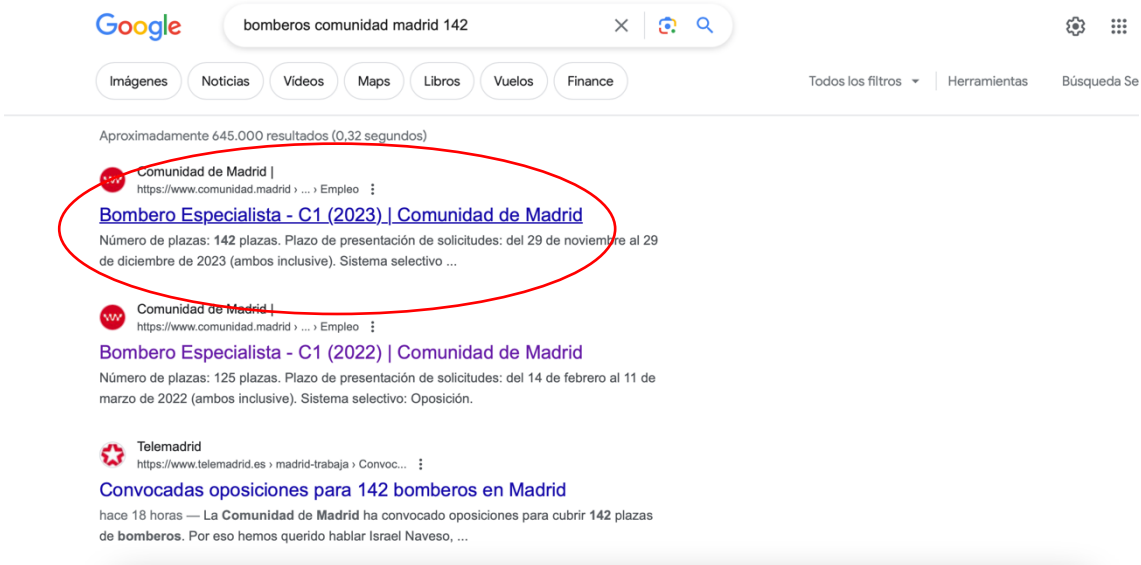 Google
bomberos comunidad madrid 142
Imágenes
Noticias
Vídeos
Maps
Libros
Vuelos
Finance
Todos los filtros
Herramientas
Búsqueda Se
Aproximadamente 645.000 resultados (0,32 segundos)
Comunidad de Madrid |
https://www.comunidad.madrid › ... › Empleo
Bombero Especialista - C1 (2023) | Comunidad de Madrid
Número de plazas: 142 plazas. Plazo de presentación de solicitudes: del 29 de noviembre al 29
de diciembre de 2023 (ambos inclusive). Sistema selectivo ...
Comunidad de Madrid |
https://www.comunidad.madrid › ... › Empleo
Bombero Especialista - C1 (2022) | Comunidad de Madrid
Número de plazas: 125 plazas. Plazo de presentación de solicitudes: del 14 de febrero al 11 de
marzo de 2022 (ambos inclusive). Sistema selectivo: Oposición.
Telemadrid
https://www.telemadrid.es › madrid-trabaja › Convoc...
Convocadas oposiciones para 142 bomberos en Madrid
hace 18 horas — La Comunidad de Madrid ha convocado oposiciones para cubrir 142 plazas
de bomberos. Por eso hemos querido hablar Israel Naveso, ...